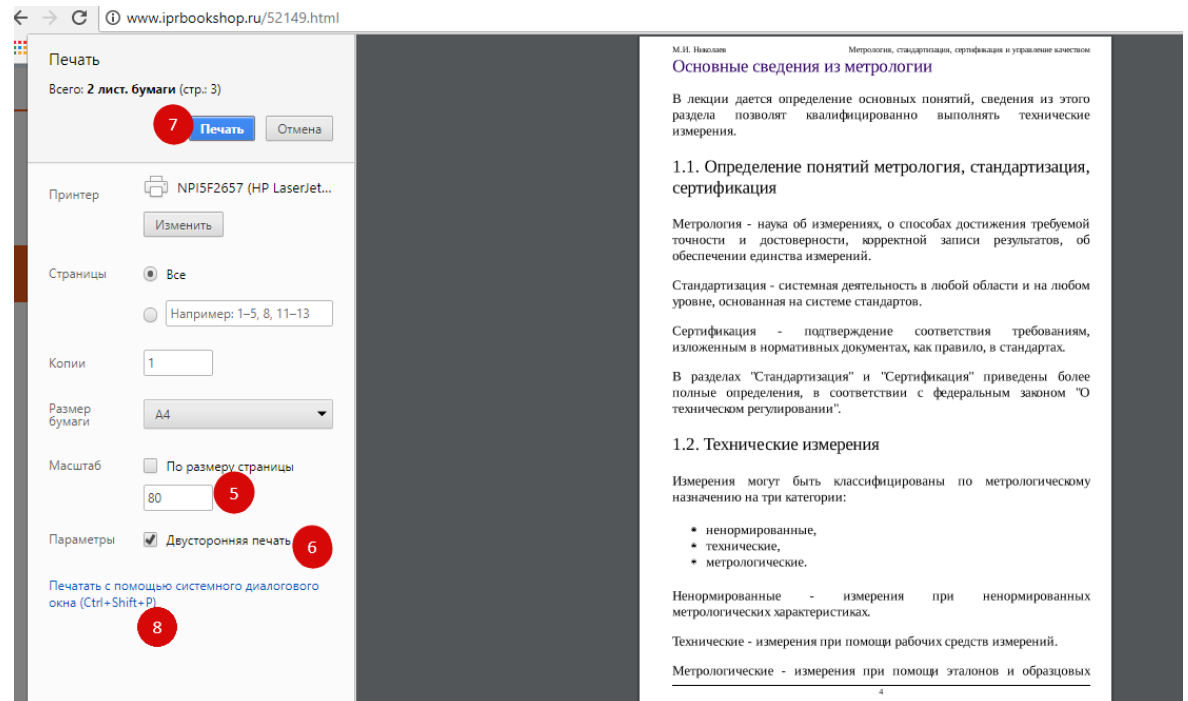 www.iprbookshop.ru/52149.html
Печать
Всего: 2 лист. бумаги (стр.: 3)
7
Печать
Отмена
Принтер
NPI5F2657 (HP LaserJet...
Изменить
Страницы
Все
Например: 1–5, 8, 11–13
Копии
1
Размер
бумаги
A4
Масштаб
По размеру страницы
80
5
Параметры
Двусторонняя печать
6
Печатать с помощью системного диалогового
окна (Ctrl+Shift+P)
8
М.И. Николаев
Метрология, стандартизация, сертификация и управление качеством
Основные сведения из метрологии
В лекции дается определение основных понятий, сведения из этого
раздела позволят квалифицированно выполнять технические
измерения.
1.1. Определение понятий метрология, стандартизация,
сертификация
Метрология - наука об измерениях, о способах достижения требуемой
точности и достоверности, корректной записи результатов, об
обеспечении единства измерений.
Стандартизация - системная деятельность в любой области и на любом
уровне, основанная на системе стандартов.
Сертификация - подтверждение соответствия требованиям,
изложенным в нормативных документах, как правило, в стандартах.
В разделах "Стандартизация" и "Сертификация" приведены более
полные определения, в соответствии с федеральным законом "О
техническом регулировании".
1.2. Технические измерения
Измерения могут быть классифицированы по метрологическому
назначению на три категории:
• ненормированные,
• технические,
• метрологические.
Ненормированные - измерения при ненормированных
метрологических характеристиках.
Технические - измерения при помощи рабочих средств измерений.
Метрологические - измерения при помощи эталонов и образцовых
4